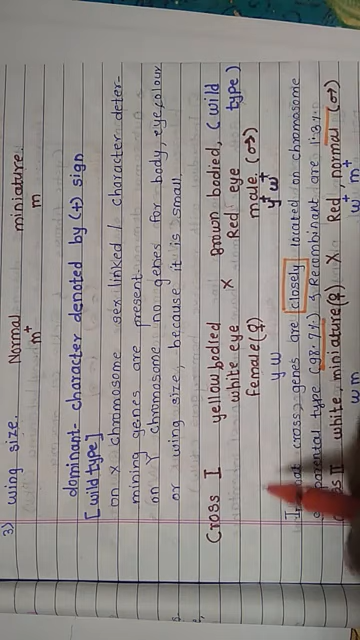 3) wing size. Normal miniature.
m⁺ m
dominant- character denoted by (+) sign
[wild type]
on X chromosome sex linked / character deter-
mining genes are present.
on Y chromosome no genes for body, eye colour
or wing size, because it is small.
Cross I yellow bodied Brown bodied, (wild
white eye X Red eye type)
female (♀) male. (♂)
y w y⁺ w⁺
In that cross, genes are closely located on chromosome
parental type (98.7%) & Recombinant are 1.3%.
II white, miniature (♀) X Red, normal (♂)
w m w⁺ m⁺